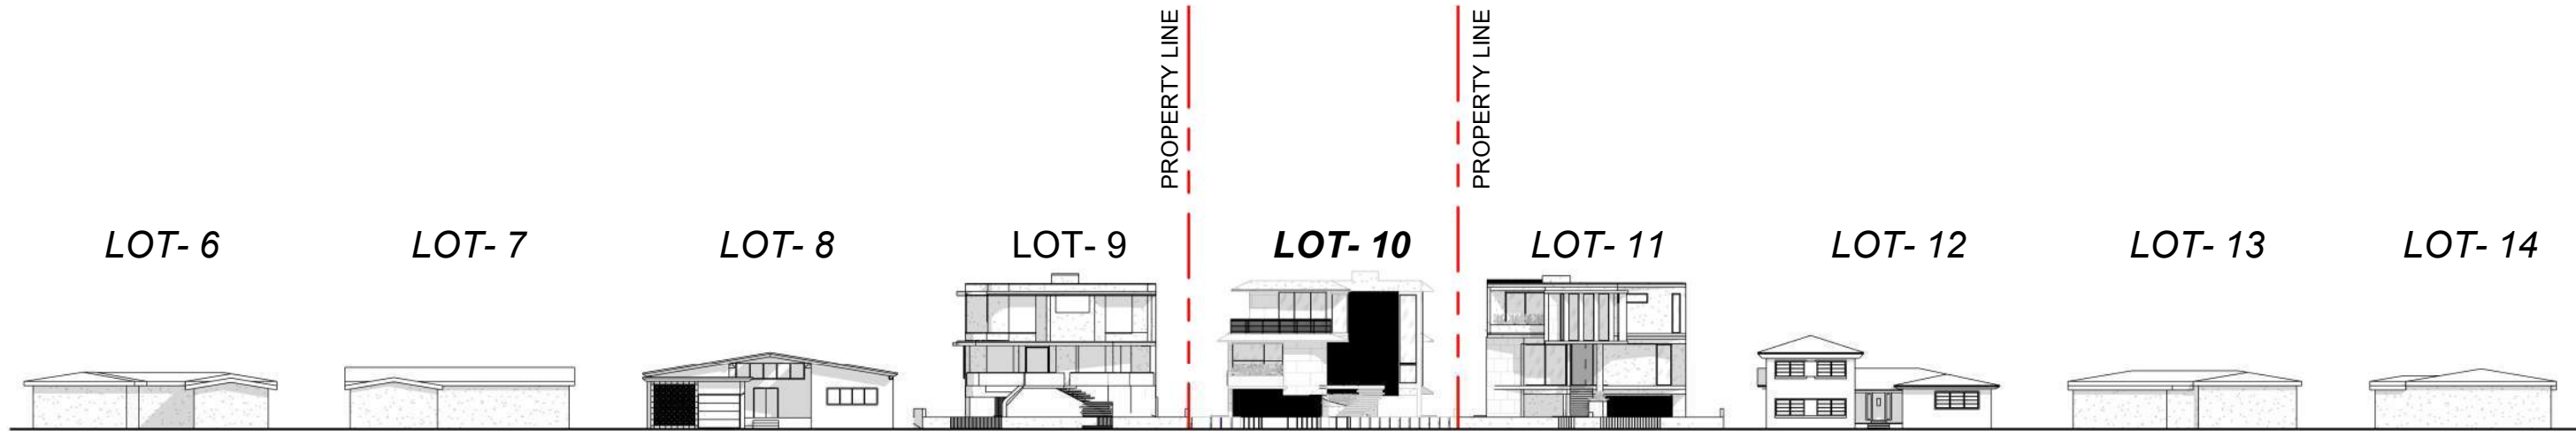 PROPERTY LINE
PROPERTY LINE
LOT- 6
LOT- 7
LOT- 8
LOT- 9
LOT- 10
LOT- 11
LOT- 12
LOT- 13
LOT- 14